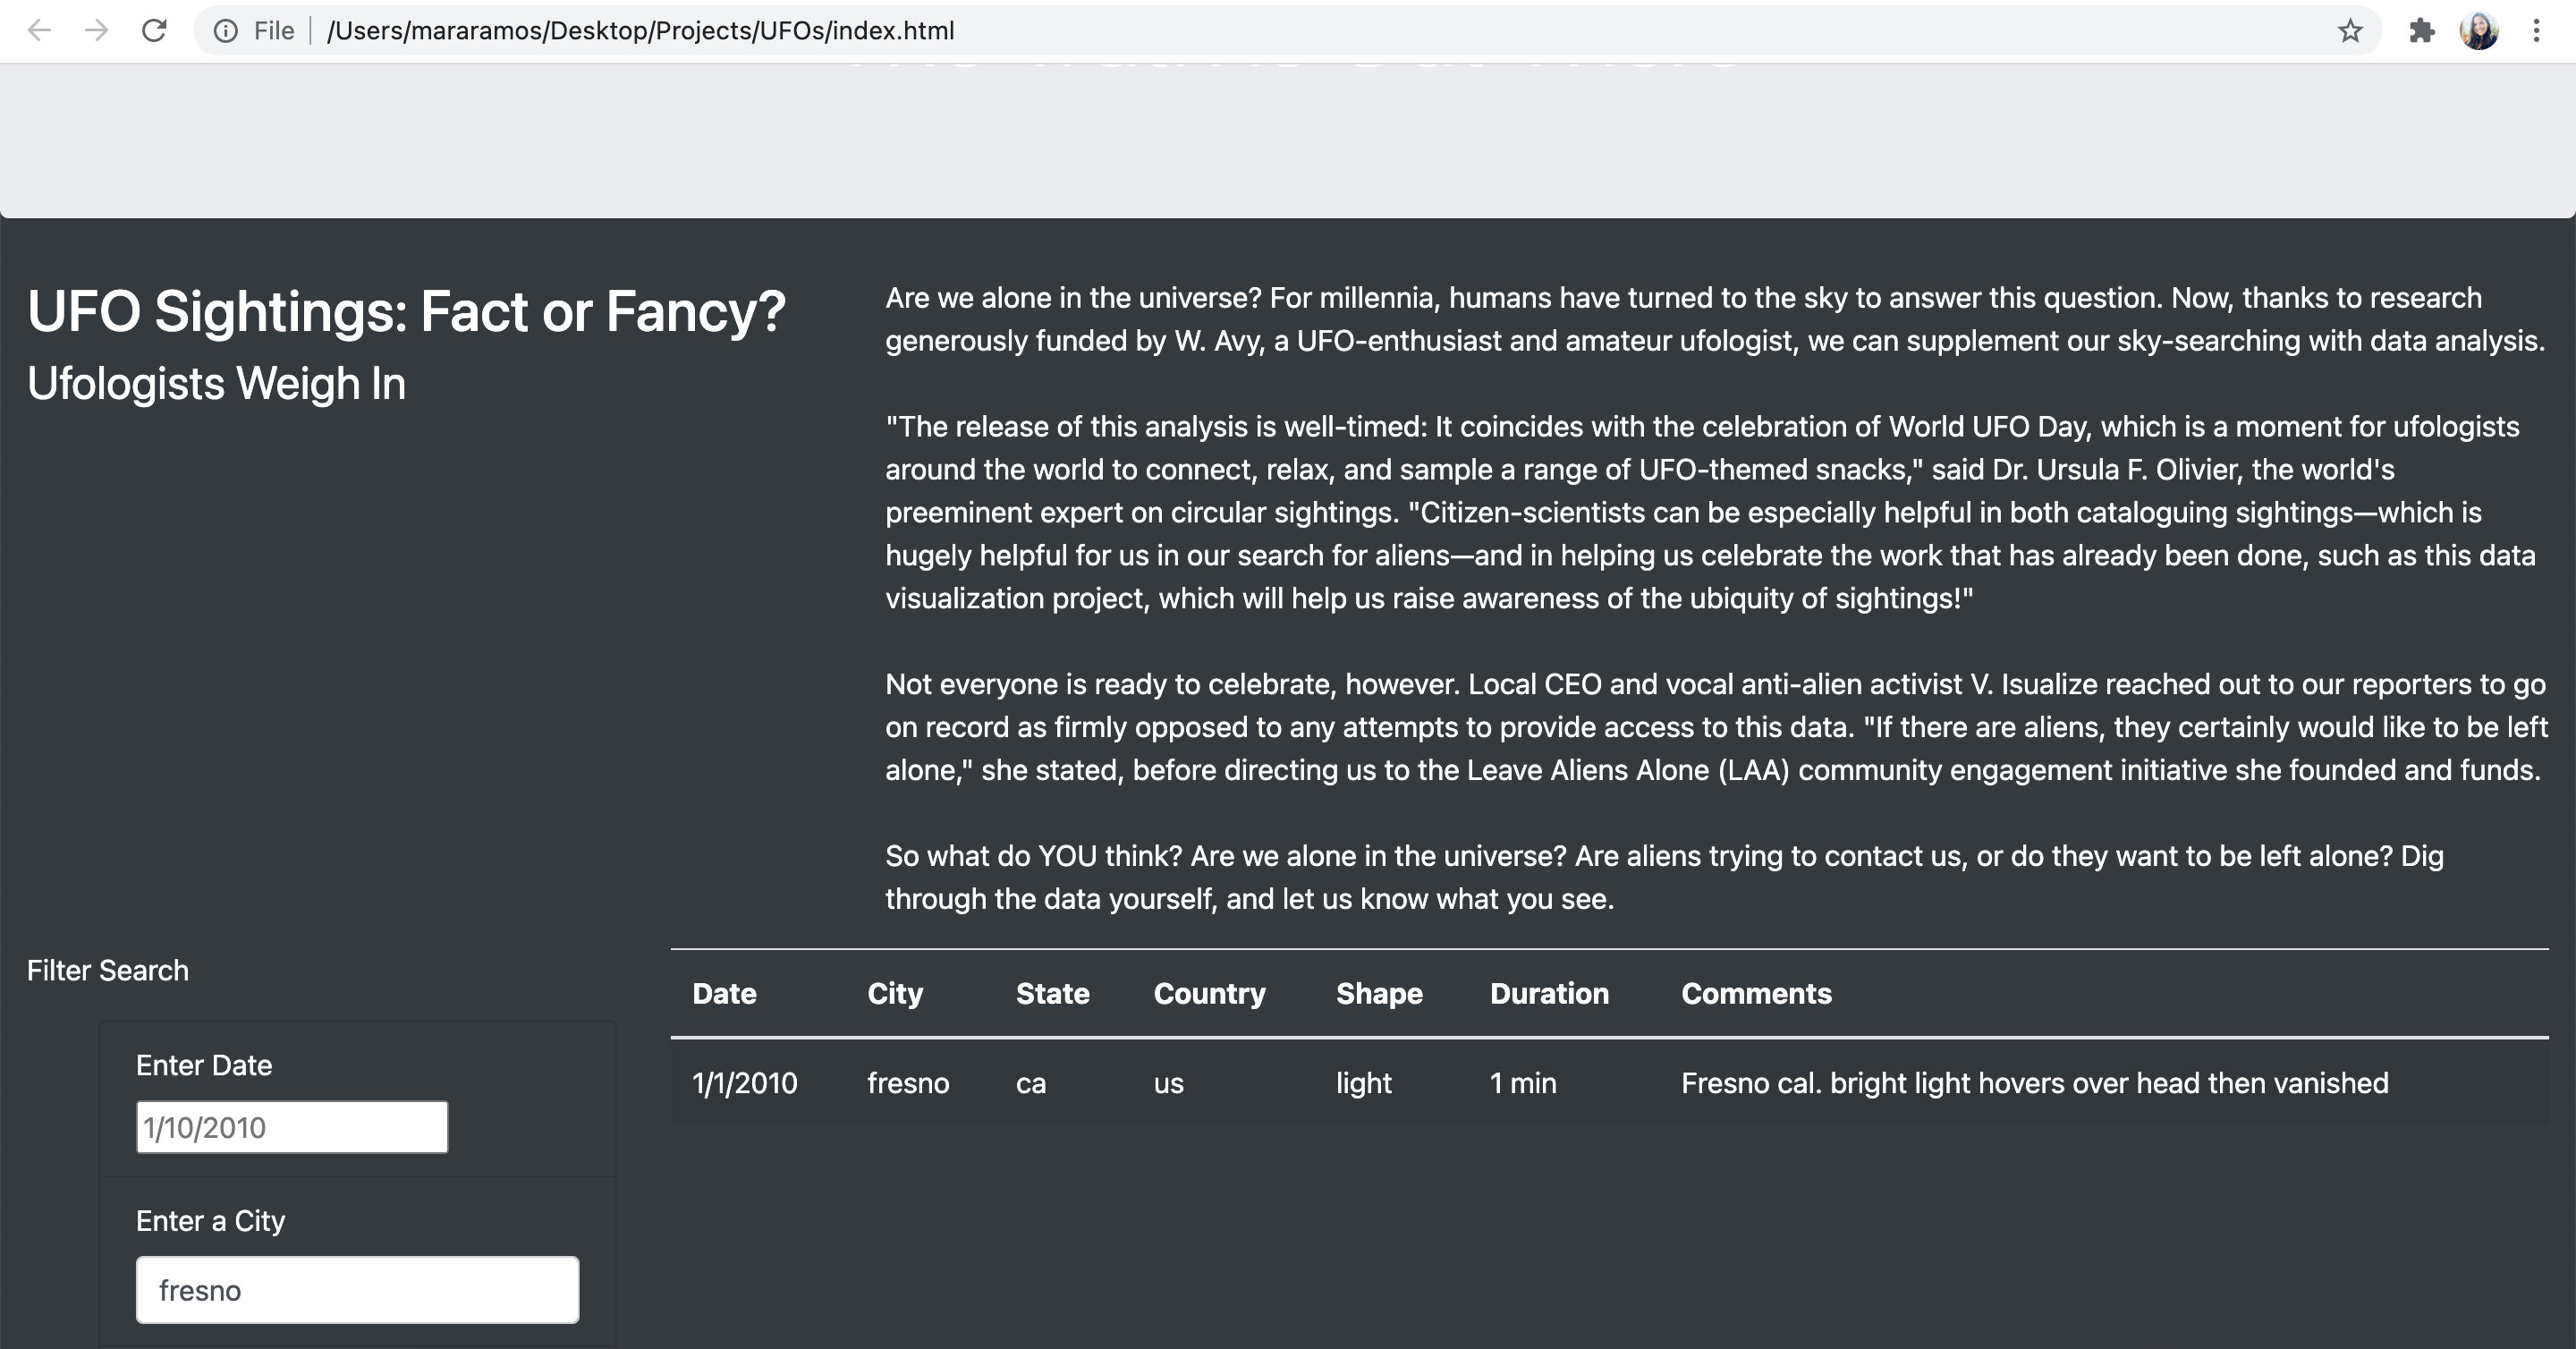 File /Users/mararamos/Desktop/Projects/UFOs/index.html
UFO Sightings: Fact or Fancy?
Ufologists Weigh In
Are we alone in the universe? For millennia, humans have turned to the sky to answer this question. Now, thanks to research
generously funded by W. Avy, a UFO-enthusiast and amateur ufologist, we can supplement our sky-searching with data analysis.
"The release of this analysis is well-timed: It coincides with the celebration of World UFO Day, which is a moment for ufologists
around the world to connect, relax, and sample a range of UFO-themed snacks," said Dr. Ursula F. Olivier, the world's
preeminent expert on circular sightings. "Citizen-scientists can be especially helpful in both cataloguing sightings—which is
hugely helpful for us in our search for aliens—and in helping us celebrate the work that has already been done, such as this data
visualization project, which will help us raise awareness of the ubiquity of sightings!"
Not everyone is ready to celebrate, however. Local CEO and vocal anti-alien activist V. Isualize reached out to our reporters to go
on record as firmly opposed to any attempts to provide access to this data. "If there are aliens, they certainly would like to be left
alone," she stated, before directing us to the Leave Aliens Alone (LAA) community engagement initiative she founded and funds.
So what do YOU think? Are we alone in the universe? Are aliens trying to contact us, or do they want to be left alone? Dig
through the data yourself, and let us know what you see.
Filter Search
Enter Date
1/10/2010
Enter a City
fresno
Date City State Country Shape Duration Comments
1/1/2010 fresno ca us light 1 min Fresno cal. bright light hovers over head then vanished